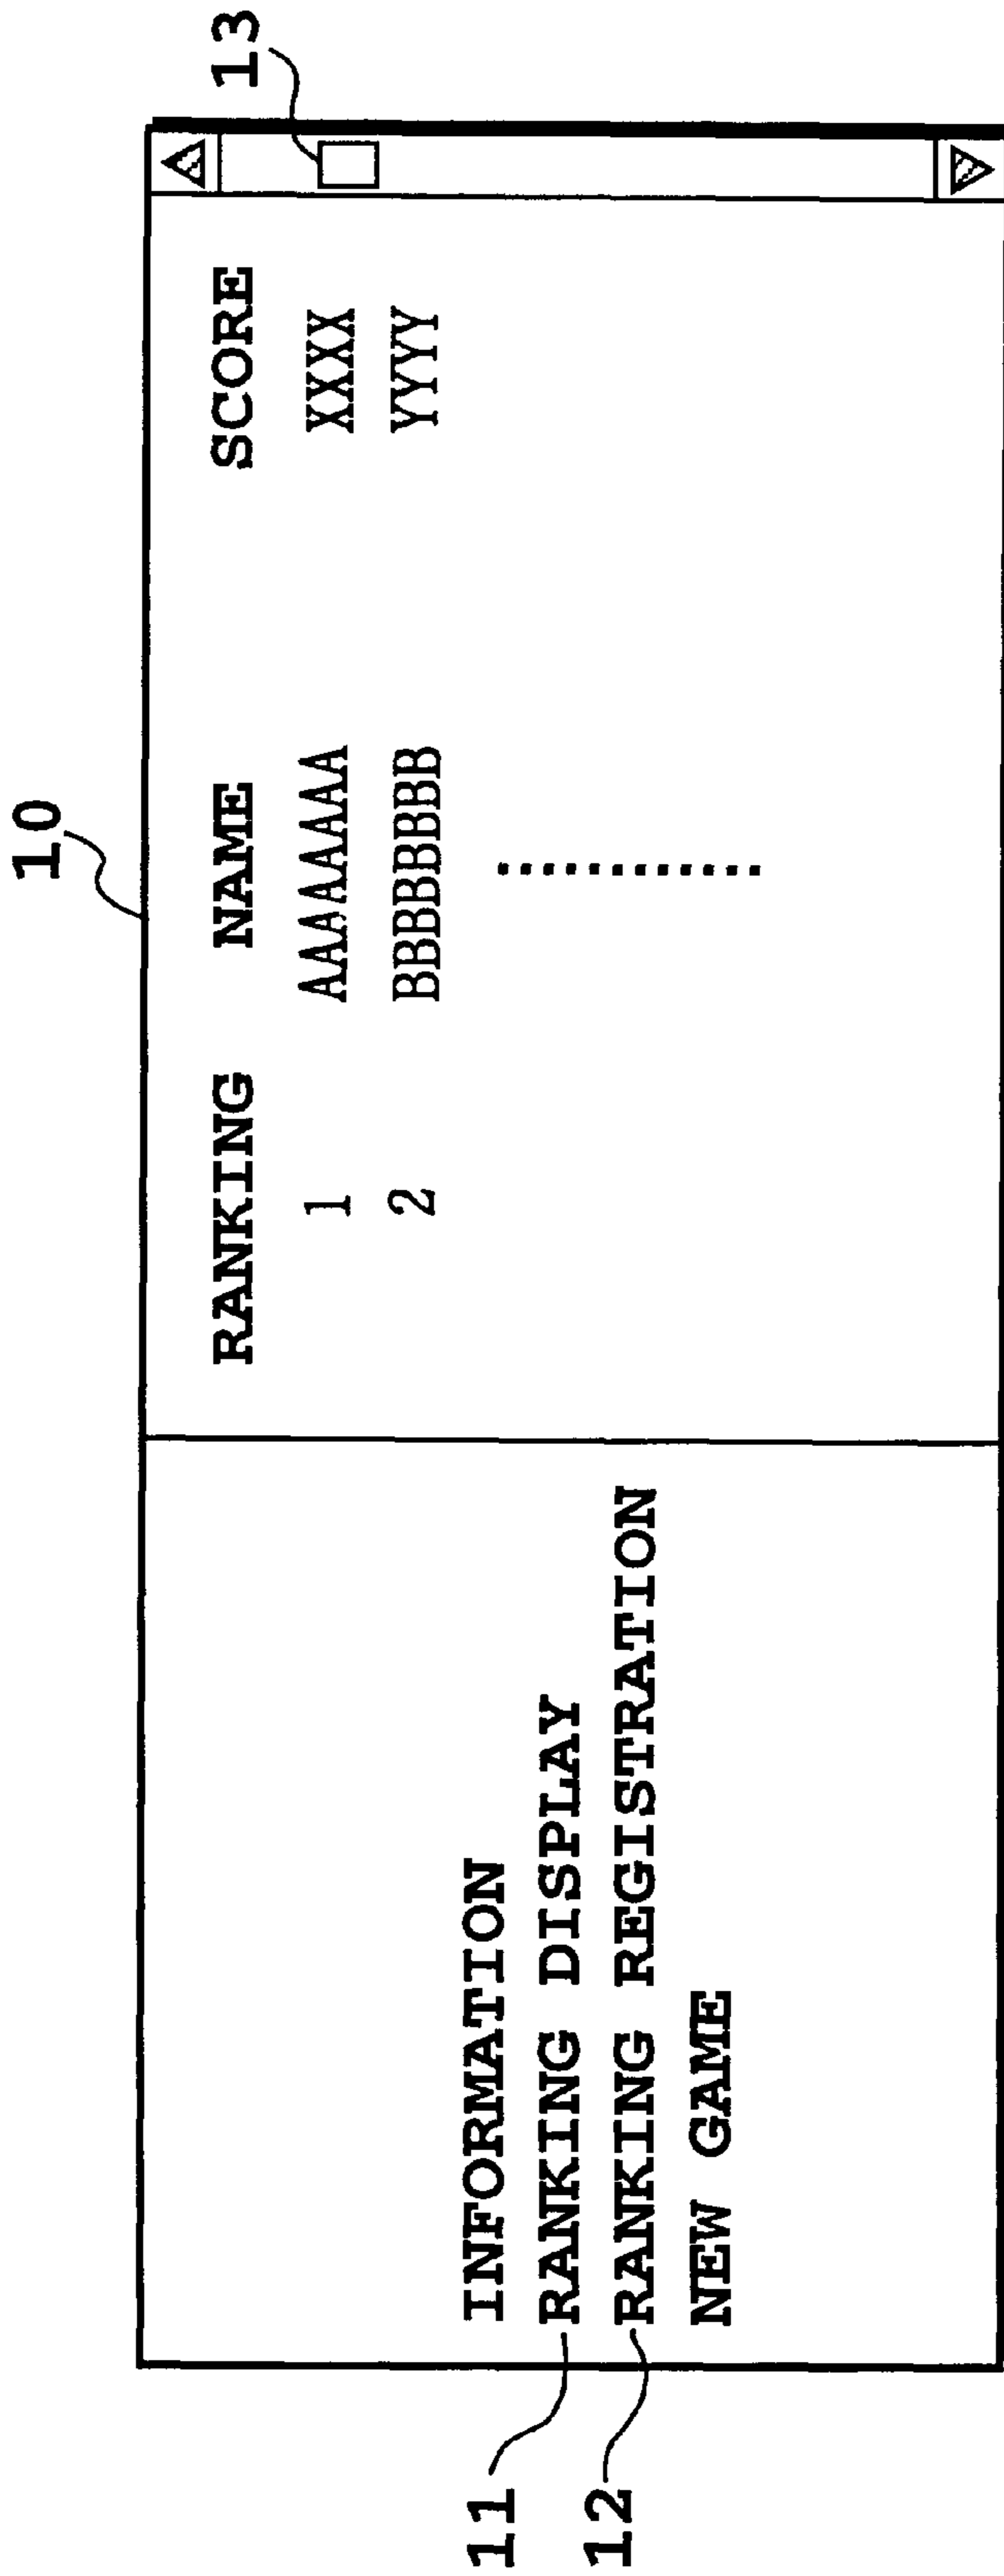 10
13
RANKING NAME SCORE
1 AAAAAAAA XXXX
2 BBBBBBBB YYYY
............
INFORMATION
11 RANKING DISPLAY
12 RANKING REGISTRATION
NEW GAME